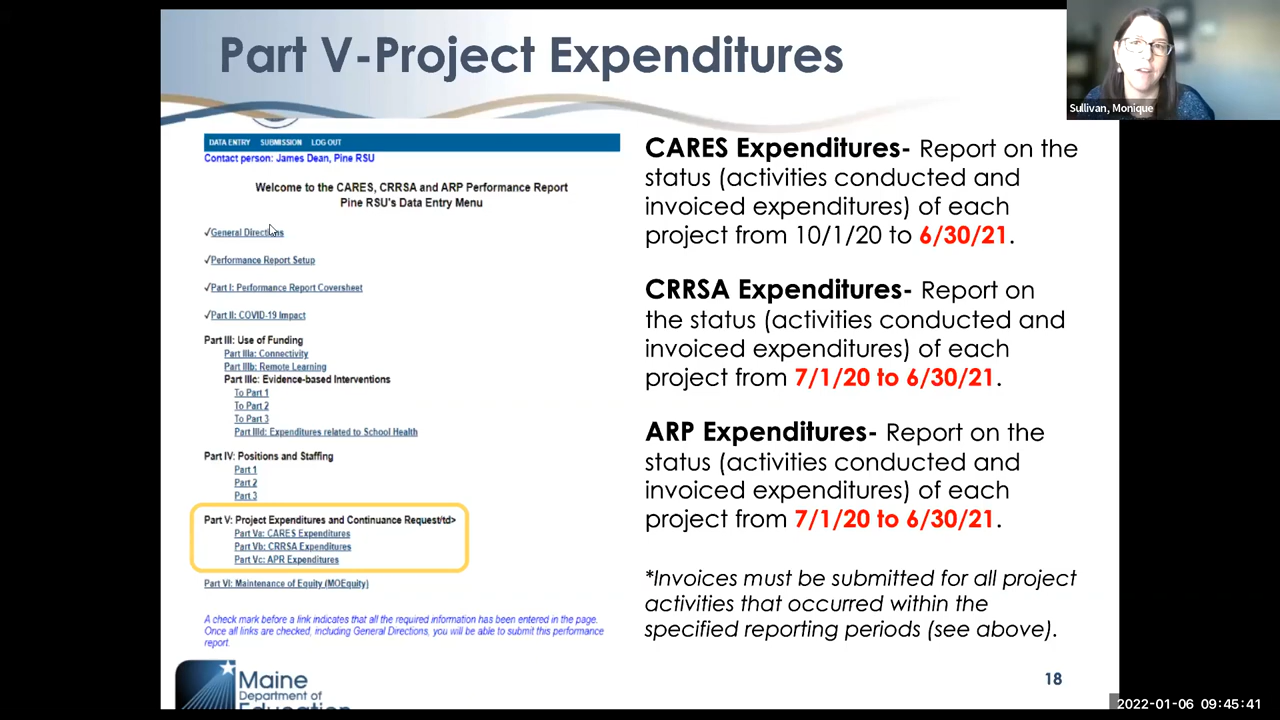 Part V-Project Expenditures
Sullivan, Monique
DATA ENTRY SUBMISSION LOG OUT
Contact person: James Dean, Pine RSU
Welcome to the CARES, CRRSA and ARP Performance Report
Pine RSU's Data Entry Menu
✓General Directions
✓Performance Report Setup
✓Part I: Performance Report Coversheet
✓Part II: COVID-19 Impact
Part III: Use of Funding
Part IIIa: Connectivity
Part IIIb: Remote Learning
Part IIIc: Evidence-based Interventions
To Part 1
To Part 2
To Part 3
Part IIId: Expenditures related to School Health
Part IV: Positions and Staffing
Part 1
Part 2
Part 3
Part V: Project Expenditures and Continuance Request/td>
Part Va: CARES Expenditures
Part Vb: CRRSA Expenditures
Part Vc: APR Expenditures
Part VI: Maintenance of Equity (MOEquity)
A check mark before a link indicates that all the required information has been entered in the page.
Once all links are checked, including General Directions, you will be able to submit this performance
report.
CARES Expenditures- Report on the
status (activities conducted and
invoiced expenditures) of each
project from 10/1/20 to 6/30/21.
CRRSA Expenditures- Report on
the status (activities conducted and
invoiced expenditures) of each
project from 7/1/20 to 6/30/21.
ARP Expenditures- Report on the
status (activities conducted and
invoiced expenditures) of each
project from 7/1/20 to 6/30/21.
*Invoices must be submitted for all project
activities that occurred within the
specified reporting periods (see above).
Maine
Department of
Education
18
2022-01-06 09:45:41